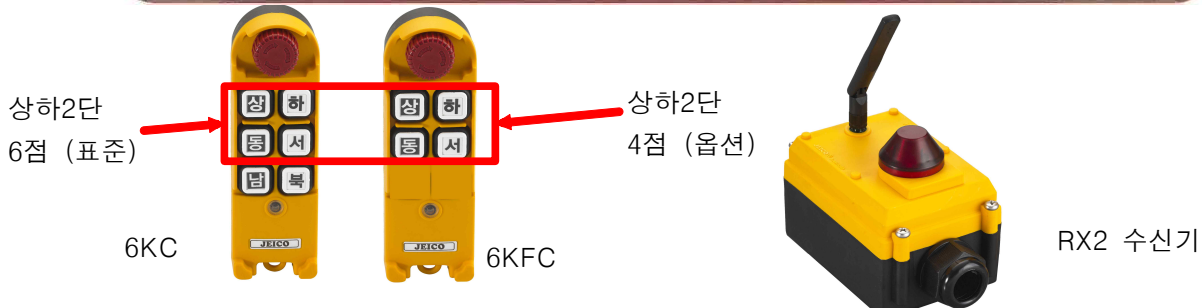 상 하
동 서
남 북
JEICO
상 하
동 서
JEICO
상하2단
6점 (표준)
상하2단
4점 (옵션)
6KC
6KFC
RX2 수신기